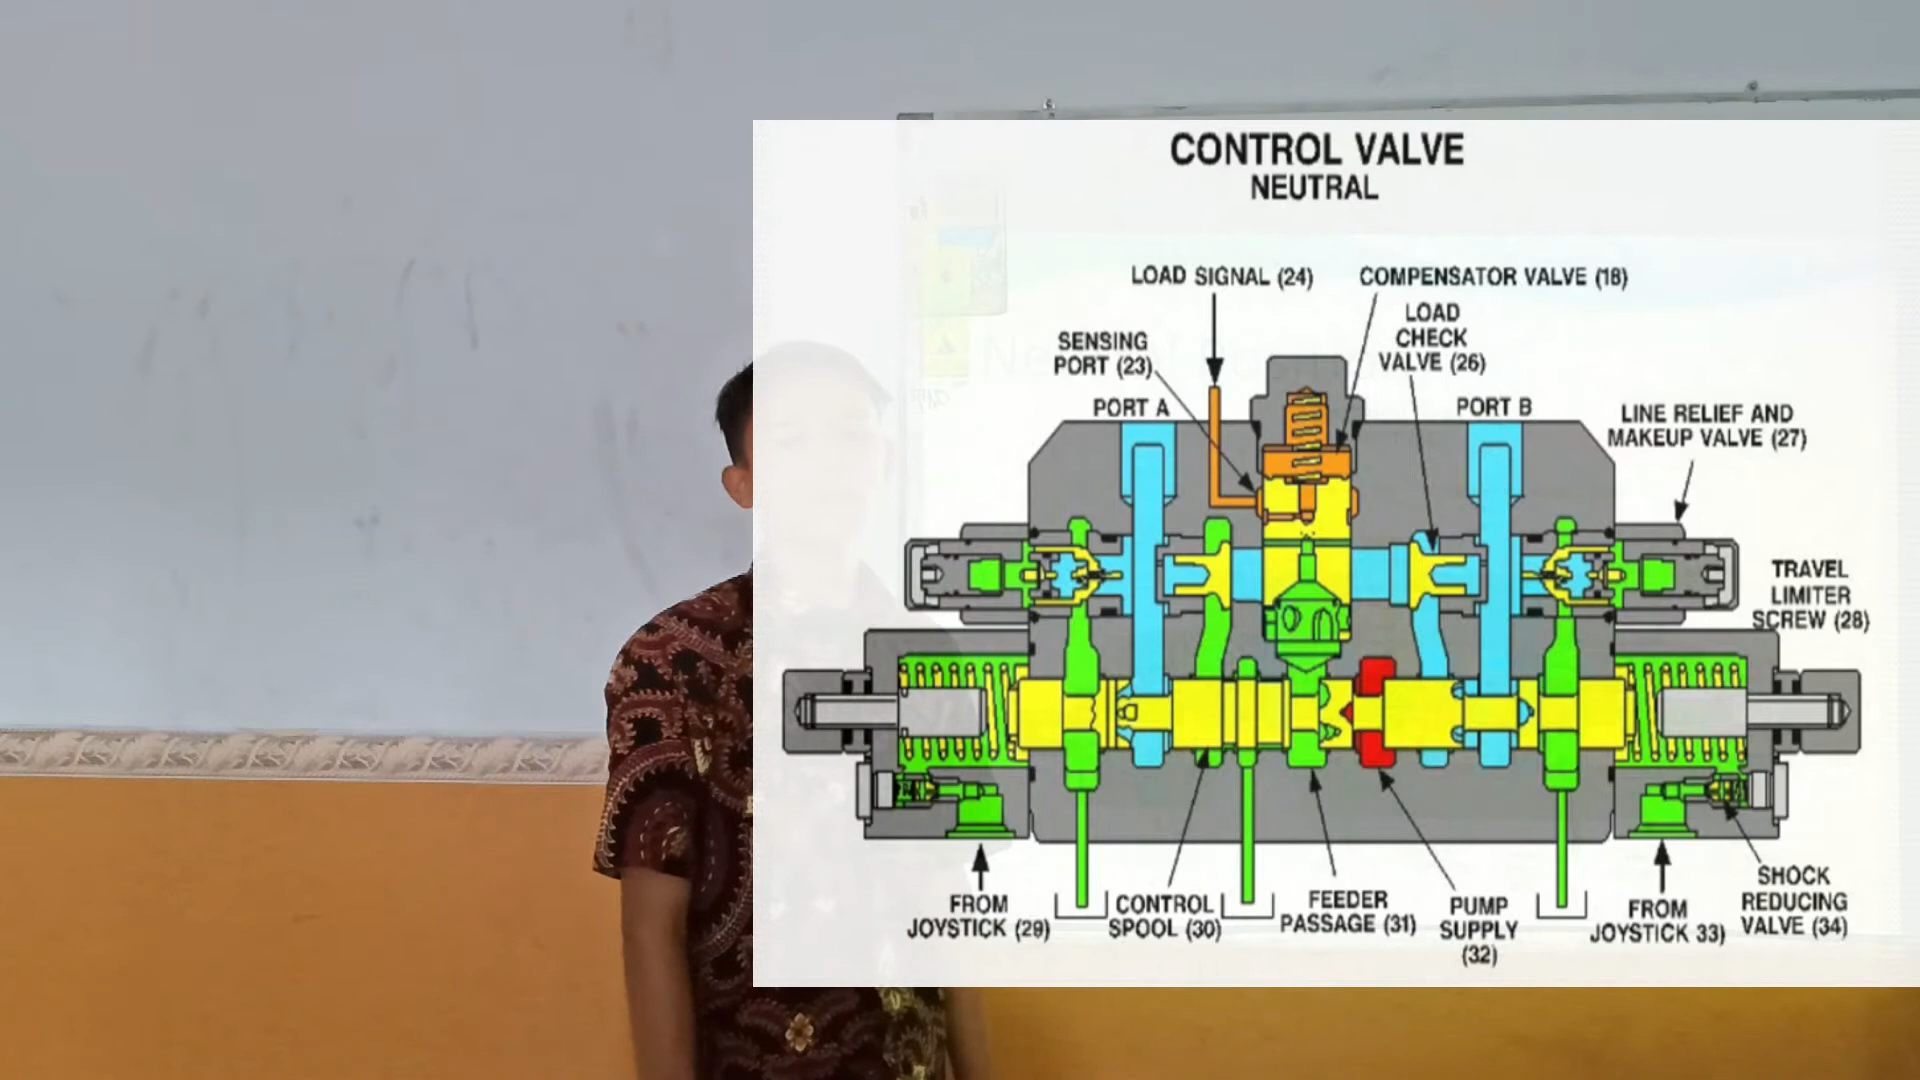 CONTROL VALVE
NEUTRAL
LOAD SIGNAL (24)
COMPENSATOR VALVE (18)
LOAD
CHECK
VALVE (26)
SENSING
PORT (23)
PORT A
PORT B
LINE RELIEF AND
MAKEUP VALVE (27)
TRAVEL
LIMITER
SCREW (28)
FROM
JOYSTICK (29)
CONTROL
SPOOL (30)
FEEDER
PASSAGE (31)
PUMP
SUPPLY
(32)
FROM
JOYSTICK 33)
SHOCK
REDUCING
VALVE (34)